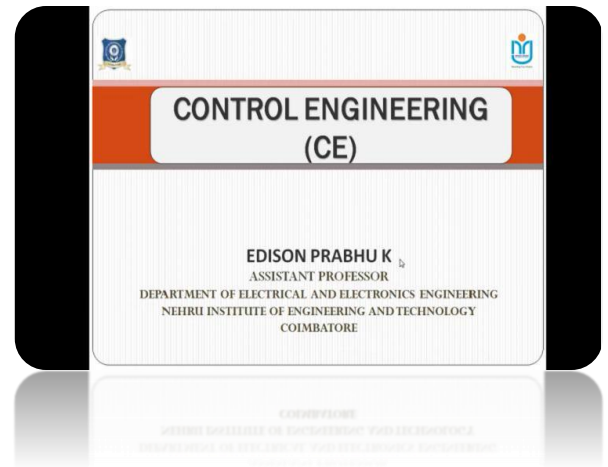 CONTROL ENGINEERING
(CE)
EDISON PRABHU K
ASSISTANT PROFESSOR
DEPARTMENT OF ELECTRICAL AND ELECTRONICS ENGINEERING
NEHRU INSTITUTE OF ENGINEERING AND TECHNOLOGY
COIMBATORE